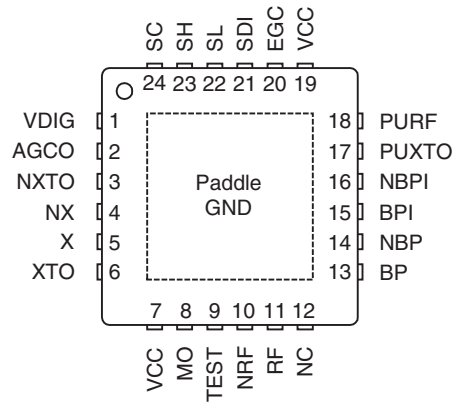 SC SH SL SDI EGC VCC
24 23 22 21 20 19
VDIG 1 18 PURF
AGCO 2 17 PUXTO
NXTO 3 Paddle 16 NBPI
NX 4 GND 15 BPI
X 5 14 NBP
XTO 6 13 BP
7 8 9 10 11 12
VCC MO TEST NRF RF NC